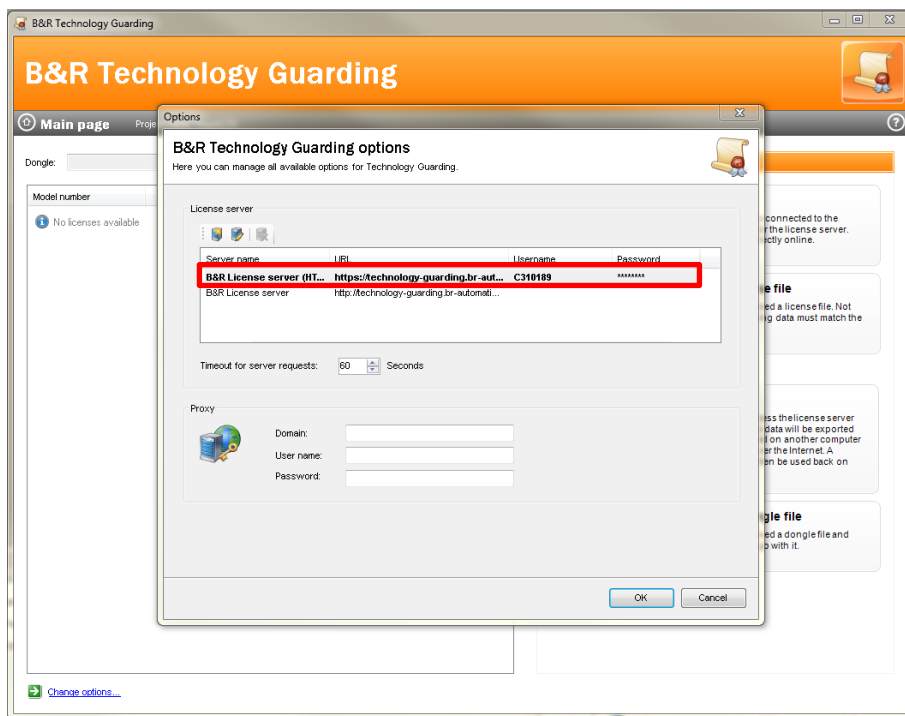 B&R Technology Guarding
B&R Technology Guarding
Main page Proje
Options
B&R Technology Guarding options
Here you can manage all available options for Technology Guarding.
Dongle:
Model number
No licenses available
License server
Server name URL Username Password
B&R License server (HT... https://technology-guarding.br-aut... C310189 ********
B&R License server http://technology-guarding.br-automati...
Timeout for server requests: 60 Seconds
Proxy
Domain:
User name:
Password:
OK Cancel
connected to the
the license server.
ctly online.
e file
ed a license file. Not
g data must match the
ss thelicense server
data will be exported
d on another computer
er the Internet. A
en be used back on
gle file
ed a dongle file and
with it.
Change options...